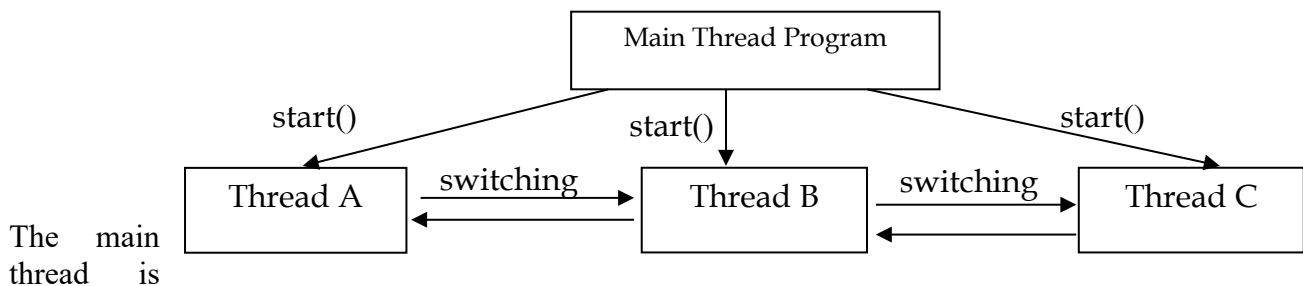 Main Thread Program
start()
start()
start()
Thread A
switching
Thread B
switching
Thread C
The main
thread is